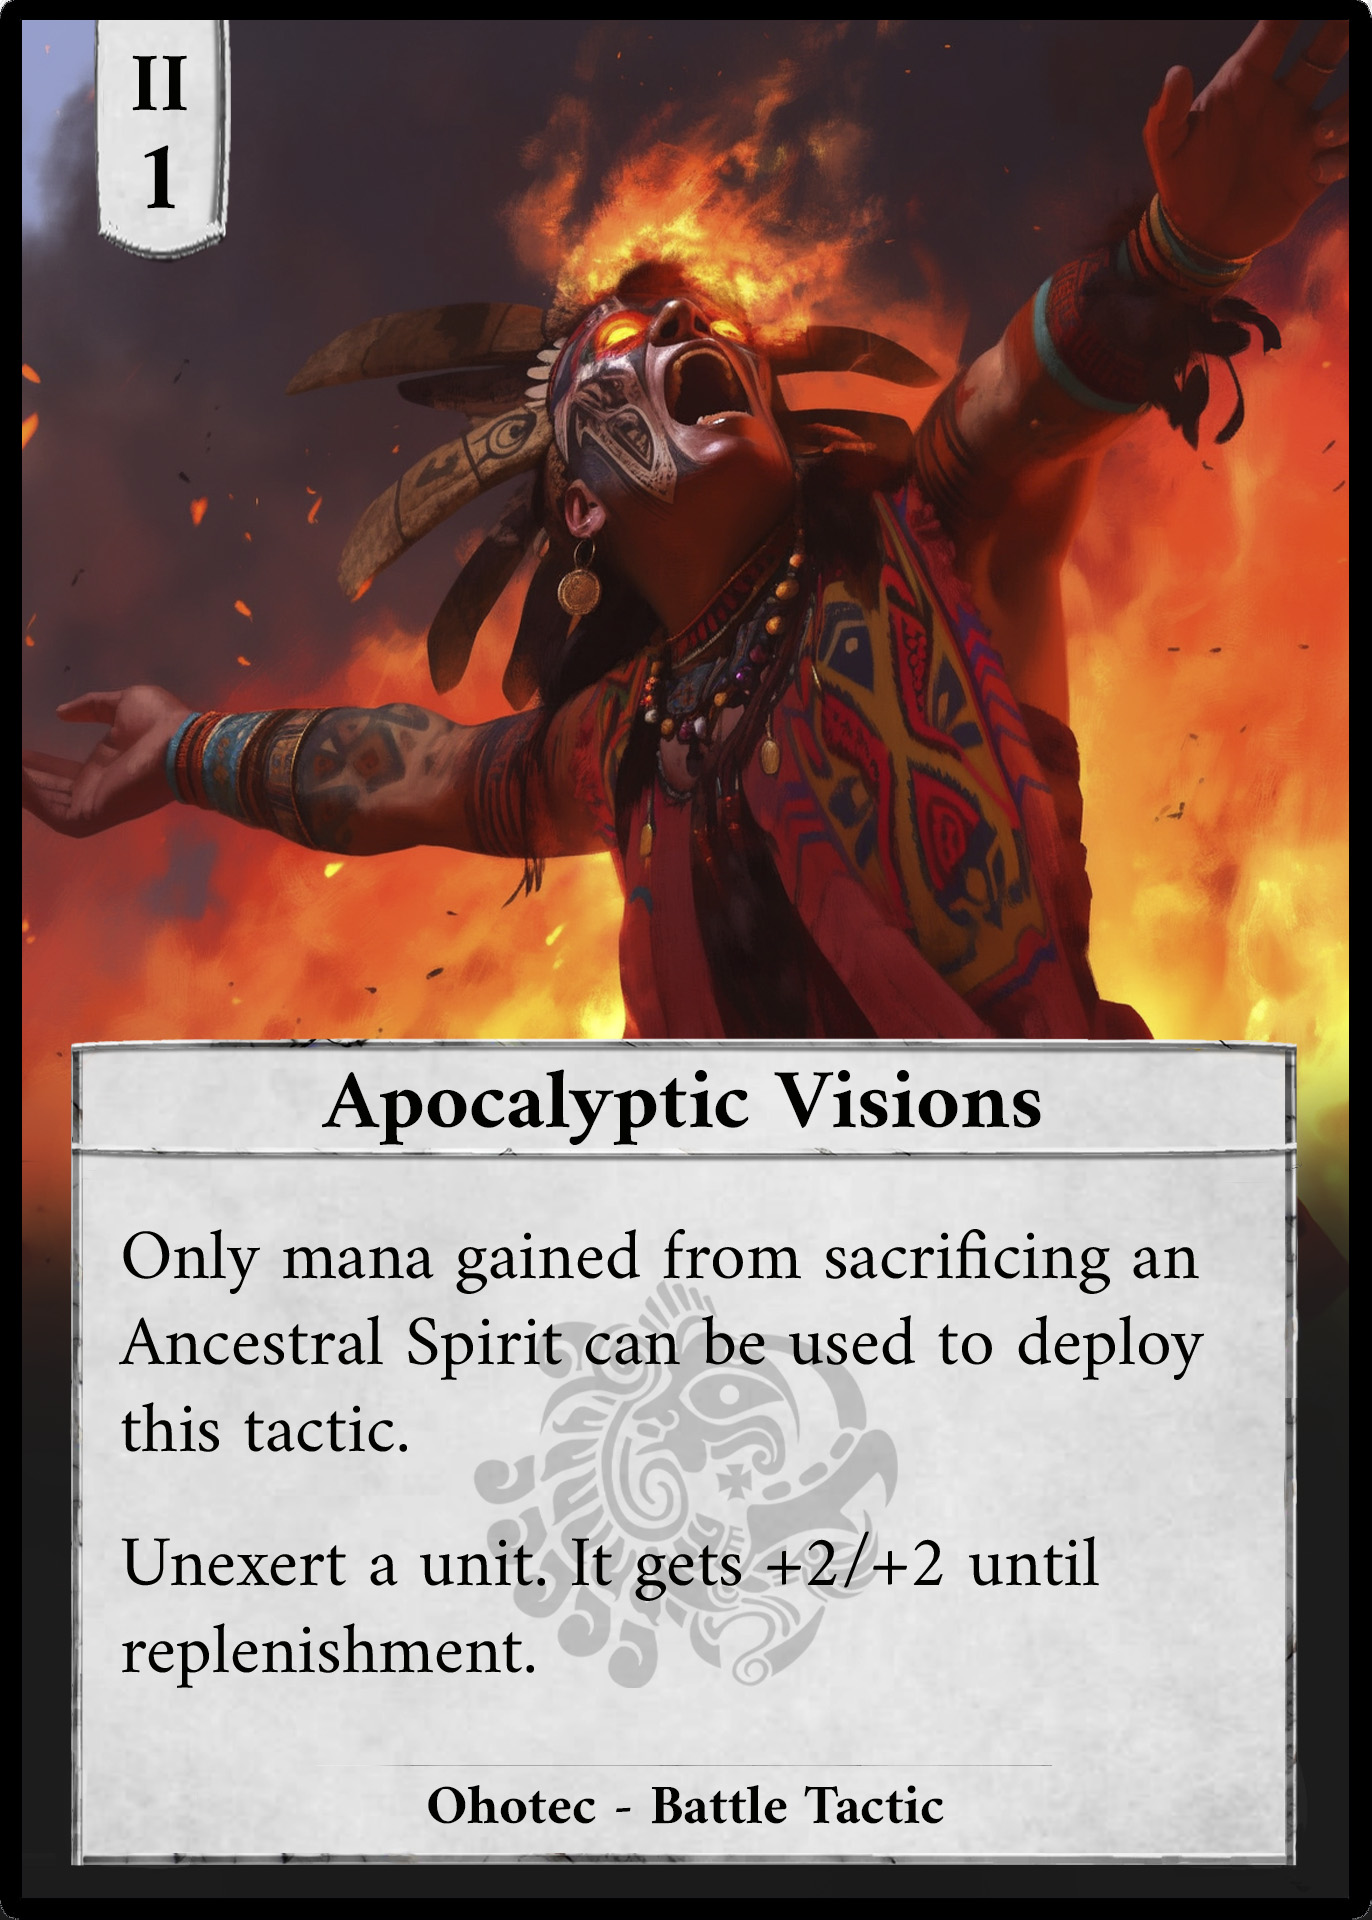 II
1
Apocalyptic Visions
Only mana gained from sacrificing an
Ancestral Spirit can be used to deploy
this tactic.
Unexert a unit. It gets +2/+2 until
replenishment.
Ohotec - Battle Tactic